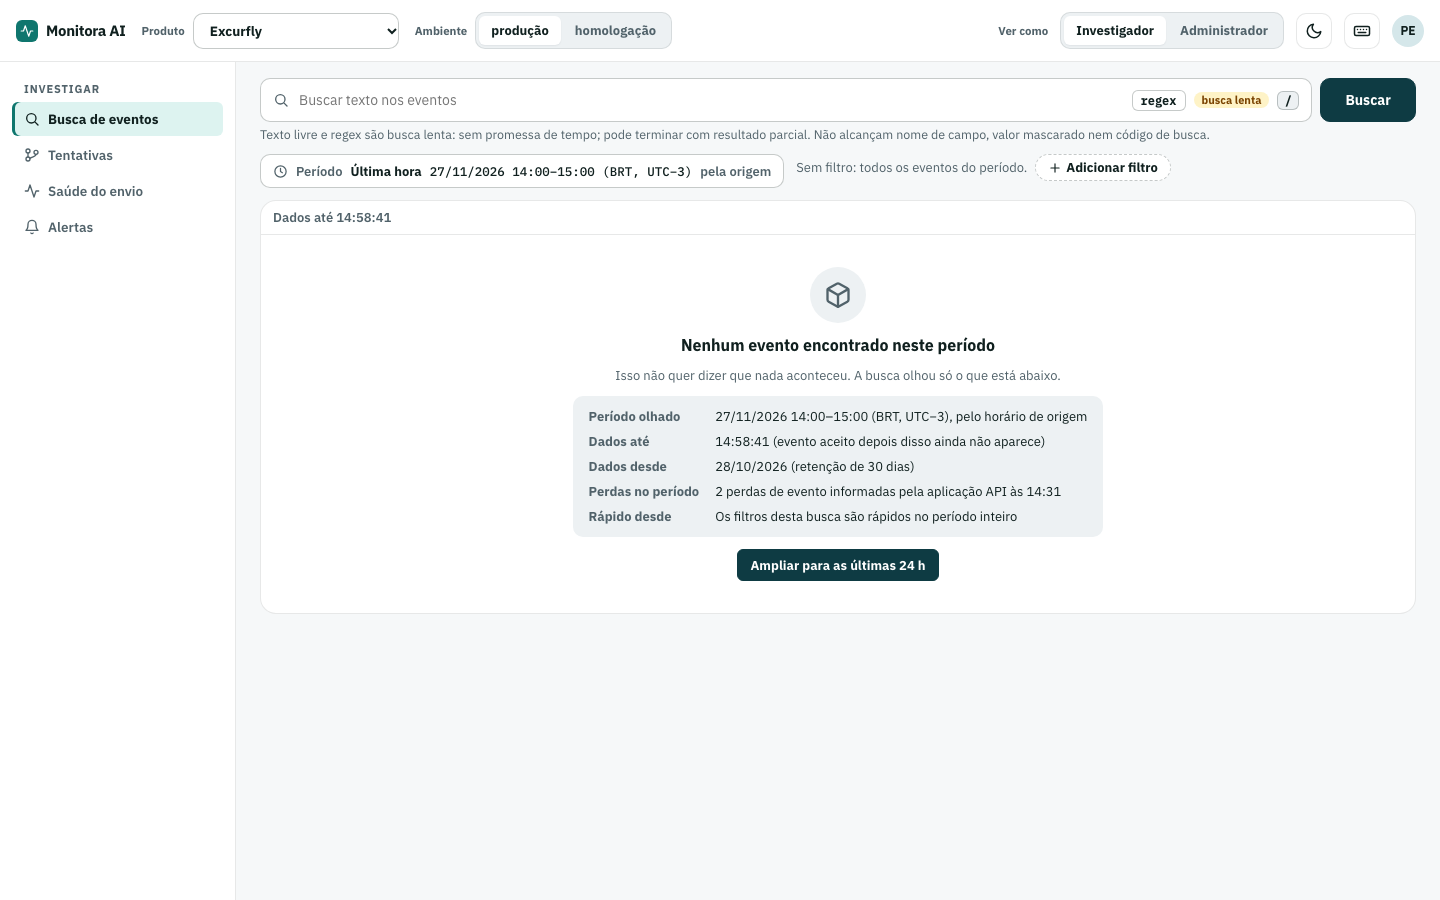 Monitora AI
Produto
Excurfly
Ambiente
produção
homologação
Ver como
Investigador
Administrador
PE
INVESTIGAR
Busca de eventos
Tentativas
Saúde do envio
Alertas
Buscar texto nos eventos
regex
busca lenta
/
Buscar
Texto livre e regex são busca lenta: sem promessa de tempo; pode terminar com resultado parcial. Não alcançam nome de campo, valor mascarado nem código de busca.
Período Última hora 27/11/2026 14:00–15:00 (BRT, UTC−3) pela origem
Sem filtro: todos os eventos do período.
Adicionar filtro
Dados até 14:58:41
Nenhum evento encontrado neste período
Isso não quer dizer que nada aconteceu. A busca olhou só o que está abaixo.
Período olhado 27/11/2026 14:00–15:00 (BRT, UTC−3), pelo horário de origem
Dados até 14:58:41 (evento aceito depois disso ainda não aparece)
Dados desde 28/10/2026 (retenção de 30 dias)
Perdas no período 2 perdas de evento informadas pela aplicação API às 14:31
Rápido desde Os filtros desta busca são rápidos no período inteiro
Ampliar para as últimas 24 h